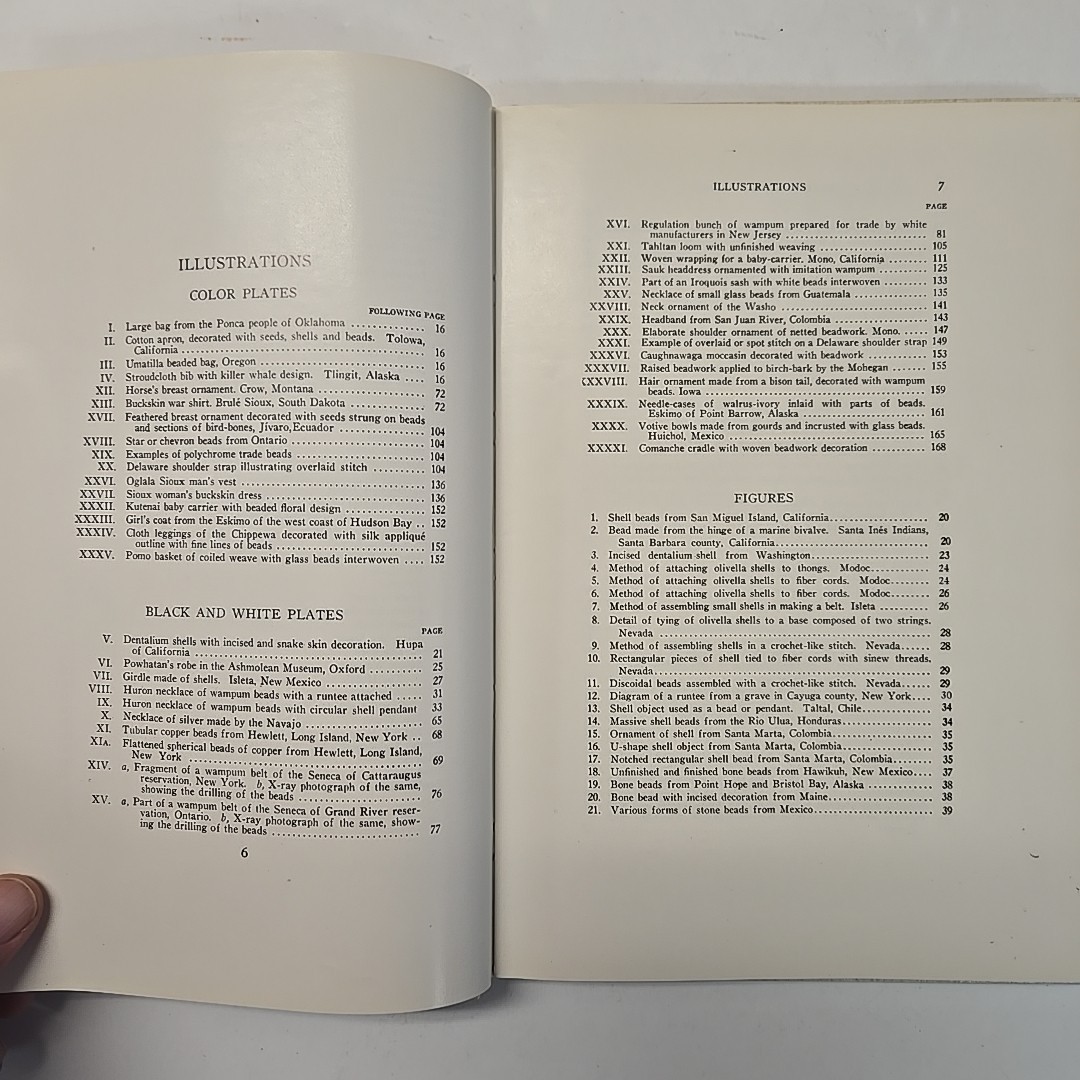 ILLUSTRATIONS
COLOR PLATES
FOLLOWING PAGE
I. Large bag from the Ponca people of Oklahoma ............ 16
II. Cotton apron, decorated with seeds, shells and beads. Tolowa,
California ............ 16
III. Umatilla beaded bag, Oregon ............ 16
IV. Stroudcloth bib with killer whale design. Tlingit, Alaska .... 16
XII. Horse's breast ornament. Crow, Montana ............ 72
XIII. Buckskin war shirt. Brulé Sioux, South Dakota ............ 72
XVII. Feathered breast ornament decorated with seeds strung on beads
and sections of bird-bones, Jívaro, Ecuador ............ 104
XVIII. Star or chevron beads from Ontario ............ 104
XIX. Examples of polychrome trade beads ............ 104
XX. Delaware shoulder strap illustrating overlaid stitch ............ 104
XXVI. Oglala Sioux man's vest ............ 136
XXVII. Sioux woman's buckskin dress ............ 136
XXXII. Kutenai baby carrier with beaded floral design ............ 152
XXXIII. Girl's coat from the Eskimo of the west coast of Hudson Bay .. 152
XXXIV. Cloth leggings of the Chippewa decorated with silk appliqué
outline with fine lines of beads ............ 152
XXXV. Pomo basket of coiled weave with glass beads interwoven .... 152
BLACK AND WHITE PLATES
PAGE
V. Dentalium shells with incised and snake skin decoration. Hupa
of California ............ 21
VI. Powhatan's robe in the Ashmolean Museum, Oxford ............ 25
VII. Girdle made of shells. Isleta, New Mexico ............ 27
VIII. Huron necklace of wampum beads with a runtee attached ..... 31
IX. Huron necklace of wampum beads with circular shell pendant 33
X. Necklace of silver made by the Navajo ............ 65
XI. Tubular copper beads from Hewlett, Long Island, New York .. 68
XIA. Flattened spherical beads of copper from Hewlett, Long Island,
New York ............ 69
XIV. a, Fragment of a wampum belt of the Seneca of Cattaraugus
reservation, New York. b, X-ray photograph of the same,
showing the drilling of the beads ............ 76
XV. a, Part of a wampum belt of the Seneca of Grand River reser-
vation, Ontario. b, X-ray photograph of the same, show-
ing the drilling of the beads ............ 77
6
ILLUSTRATIONS 7
PAGE
XVI. Regulation bunch of wampum prepared for trade by white
manufacturers in New Jersey ............ 81
XXI. Tahltan loom with unfinished weaving ............ 105
XXII. Woven wrapping for a baby-carrier. Mono, California ........ 111
XXIII. Sauk headdress ornamented with imitation wampum .......... 125
XXIV. Part of an Iroquois sash with white beads interwoven .......... 133
XXV. Necklace of small glass beads from Guatemala ............ 135
XXVIII. Neck ornament of the Washo ............ 141
XXIX. Headband from San Juan River, Colombia ............ 143
XXX. Elaborate shoulder ornament of netted beadwork. Mono. ..... 147
XXXI. Example of overlaid or spot stitch on a Delaware shoulder strap 149
XXXVI. Caughnawaga moccasin decorated with beadwork ............ 153
XXXVII. Raised beadwork applied to birch-bark by the Mohegan ........ 155
XXVIII. Hair ornament made from a bison tail, decorated with wampum
beads. Iowa ............ 159
XXXIX. Needle-cases of walrus-ivory inlaid with parts of beads.
Eskimo of Point Barrow, Alaska ............ 161
XXXX. Votive bowls made from gourds and incrusted with glass beads.
Huichol, Mexico ............ 165
XXXXI. Comanche cradle with woven beadwork decoration ............ 168
FIGURES
1. Shell beads from San Miguel Island, California............ 20
2. Bead made from the hinge of a marine bivalve. Santa Inés Indians,
Santa Barbara county, California............ 20
3. Incised dentalium shell from Washington............ 23
4. Method of attaching olivella shells to thongs. Modoc............ 24
5. Method of attaching olivella shells to fiber cords. Modoc........ 24
6. Method of attaching olivella shells to fiber cords. Modoc........ 26
7. Method of assembling small shells in making a belt. Isleta .......... 26
8. Detail of tying of olivella shells to a base composed of two strings.
Nevada ............ 28
9. Method of assembling shells in a crochet-like stitch. Nevada...... 28
10. Rectangular pieces of shell tied to fiber cords with sinew threads.
Nevada............ 29
11. Discoidal beads assembled with a crochet-like stitch. Nevada....... 29
12. Diagram of a runtee from a grave in Cayuga county, New York.... 30
13. Shell object used as a bead or pendant. Taltal, Chile............ 34
14. Massive shell beads from the Rio Ulua, Honduras............ 34
15. Ornament of shell from Santa Marta, Colombia............ 35
16. U-shape shell object from Santa Marta, Colombia............ 35
17. Notched rectangular shell bead from Santa Marta, Colombia....... 35
18. Unfinished and finished bone beads from Hawikuh, New Mexico.... 37
19. Bone beads from Point Hope and Bristol Bay, Alaska ............ 38
20. Bone bead with incised decoration from Maine............ 38
21. Various forms of stone beads from Mexico............ 39